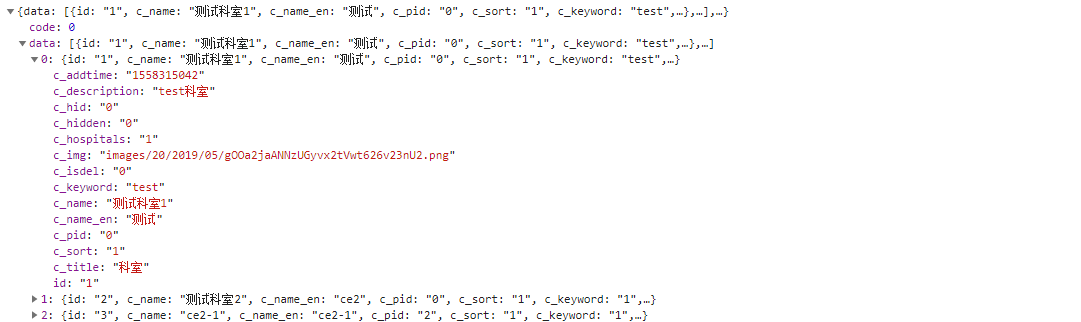 {data: [{id: "1", c_name: "测试科室1", c_name_en: "测试", c_pid: "0", c_sort: "1", c_keyword: "test",…},…],…}
code: 0
data: [{id: "1", c_name: "测试科室1", c_name_en: "测试", c_pid: "0", c_sort: "1", c_keyword: "test",…},…]
0: {id: "1", c_name: "测试科室1", c_name_en: "测试", c_pid: "0", c_sort: "1", c_keyword: "test",…}
c_addtime: "1558315042"
c_description: "test科室"
c_hid: "0"
c_hidden: "0"
c_hospitals: "1"
c_img: "images/20/2019/05/gOOa2jaANNzUGyvx2tVwt626v23nU2.png"
c_isdel: "0"
c_keyword: "test"
c_name: "测试科室1"
c_name_en: "测试"
c_pid: "0"
c_sort: "1"
c_title: "科室"
id: "1"
1: {id: "2", c_name: "测试科室2", c_name_en: "ce2", c_pid: "0", c_sort: "1", c_keyword: "1",…}
2: {id: "3", c_name: "ce2-1", c_name_en: "ce2-1", c_pid: "2", c_sort: "1", c_keyword: "1",…}